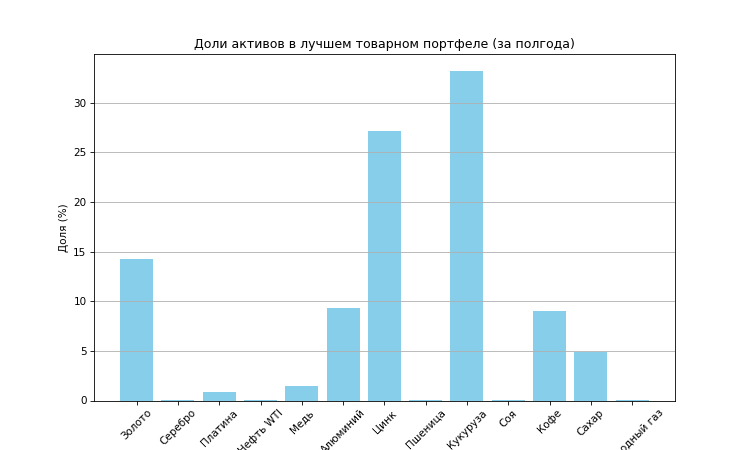 Доли активов в лучшем товарном портфеле (за полгода)
Доля (%)
30
25
20
15
10
5
0
Золото
Серебро
Платина
Нефть WTI
Медь
Алюминий
Цинк
Пшеница
Кукуруза
Соя
Кофе
Сахар
газ